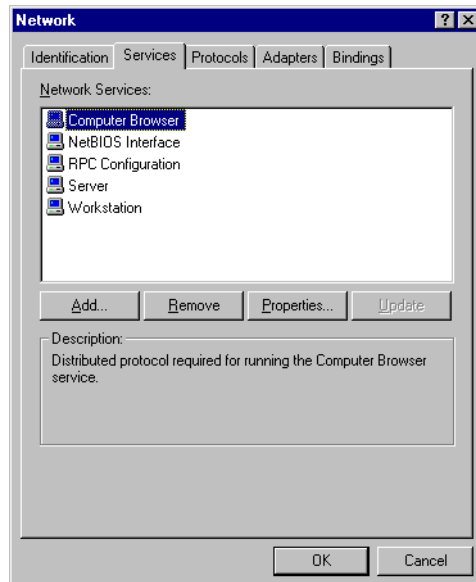 Network
Identification Services Protocols Adapters Bindings
Network Services:
Computer Browser
NetBIOS Interface
RPC Configuration
Server
Workstation
Add... Remove Properties... Update
Description:
Distributed protocol required for running the Computer Browser
service.
OK Cancel